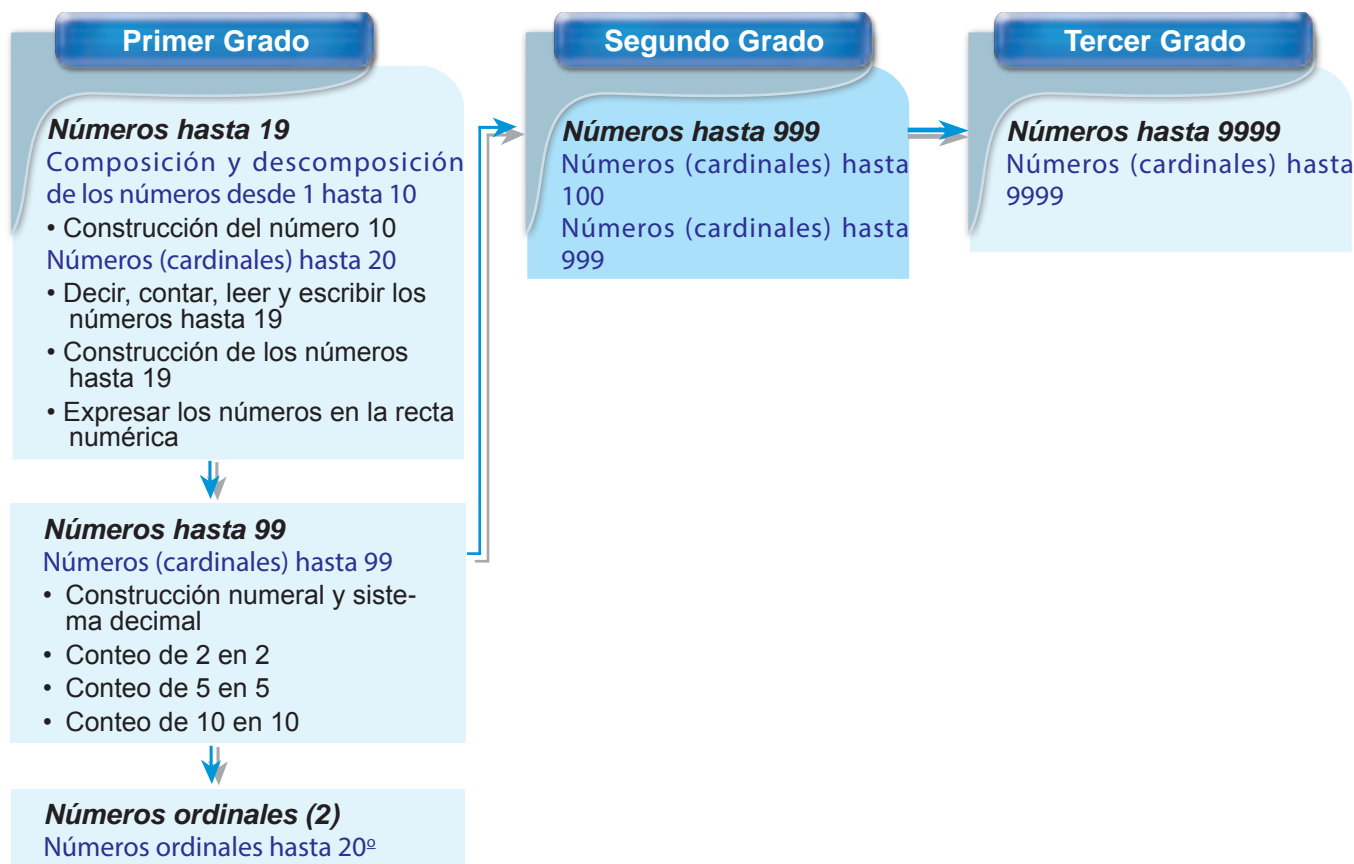 Primer Grado
Números hasta 19
Composición y descomposición
de los números desde 1 hasta 10
• Construcción del número 10
Números (cardinales) hasta 20
• Decir, contar, leer y escribir los
números hasta 19
• Construcción de los números
hasta 19
• Expresar los números en la recta
numérica
Números hasta 99
Números (cardinales) hasta 99
• Construcción numeral y siste-
ma decimal
• Conteo de 2 en 2
• Conteo de 5 en 5
• Conteo de 10 en 10
Números ordinales (2)
Números ordinales hasta 20º
Segundo Grado
Números hasta 999
Números (cardinales) hasta
100
Números (cardinales) hasta
999
Tercer Grado
Números hasta 9999
Números (cardinales) hasta
9999